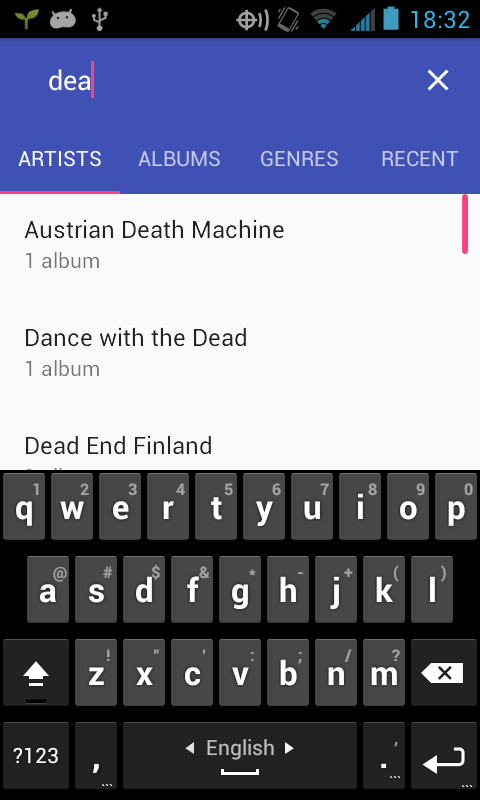 18:32
dea
ARTISTS ALBUMS GENRES RECENT
Austrian Death Machine
1 album
Dance with the Dead
1 album
Dead End Finland
1 2 3 4 5 6 7 8 9 0
q w e r t y u i o p
@ # $ & * - + ( )
a s d f g h j k l
! " ' : ; / ?
z x c v b n m
?123 , English . '